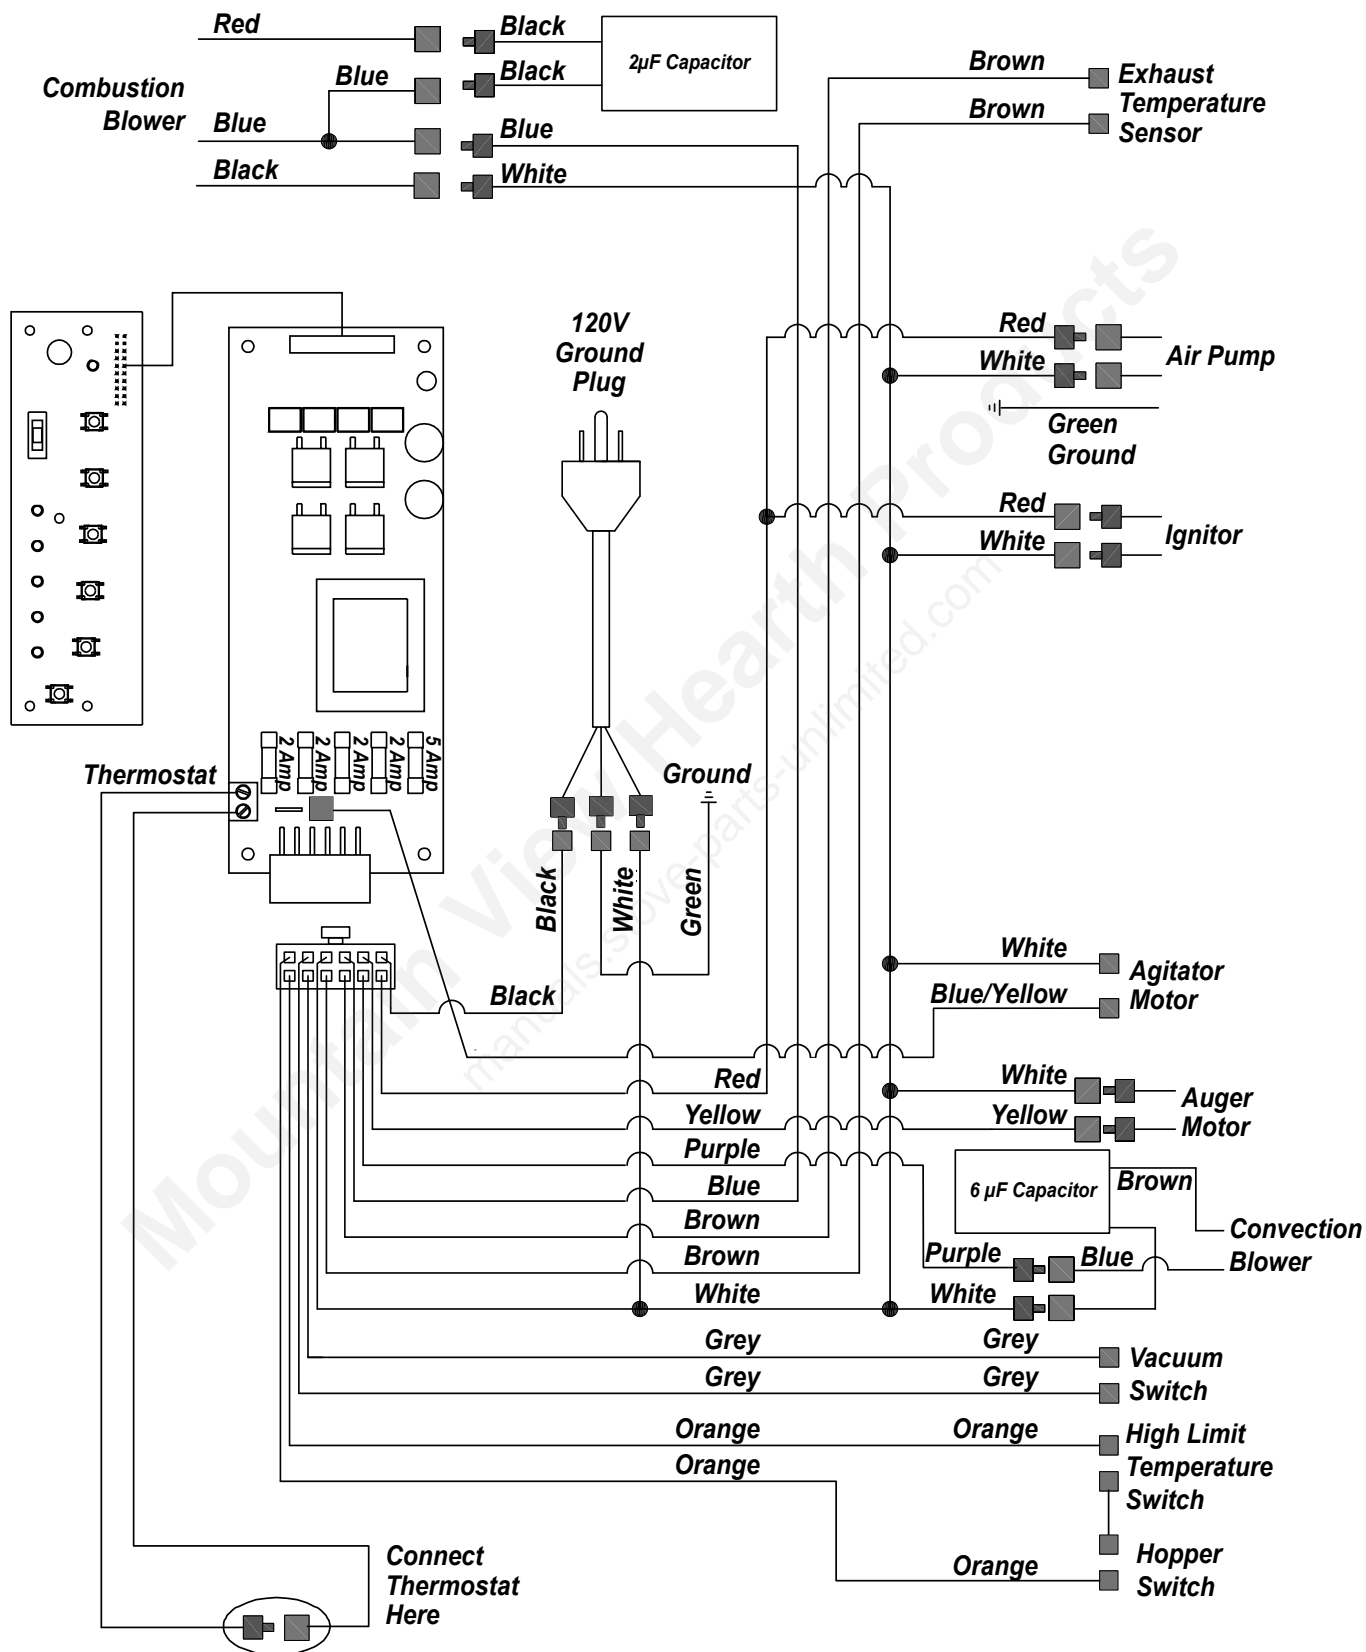 Red
Black
2µF Capacitor
Blue
Black
Combustion
Blower
Blue
Blue
Black
White
Brown
Exhaust
Temperature
Sensor
Brown
120V
Ground
Plug
Red
White
Air Pump
Green
Ground
Red
White
Ignitor
2 Amp
2 Amp
2 Amp
2 Amp
5 Amp
Thermostat
Ground
Black
White
Green
Black
White
Agitator
Motor
Blue/Yellow
Red
White
Auger
Motor
Yellow
Yellow
Purple
6 µF Capacitor
Brown
Blue
Brown
Convection
Blower
Brown
Purple
Blue
White
White
Grey
Grey
Vacuum
Switch
Grey
Grey
Orange
Orange
High Limit
Temperature
Switch
Orange
Orange
Hopper
Switch
Connect
Thermostat
Here
Mountain View Hearth Products
manuals.stove-parts-unlimited.com